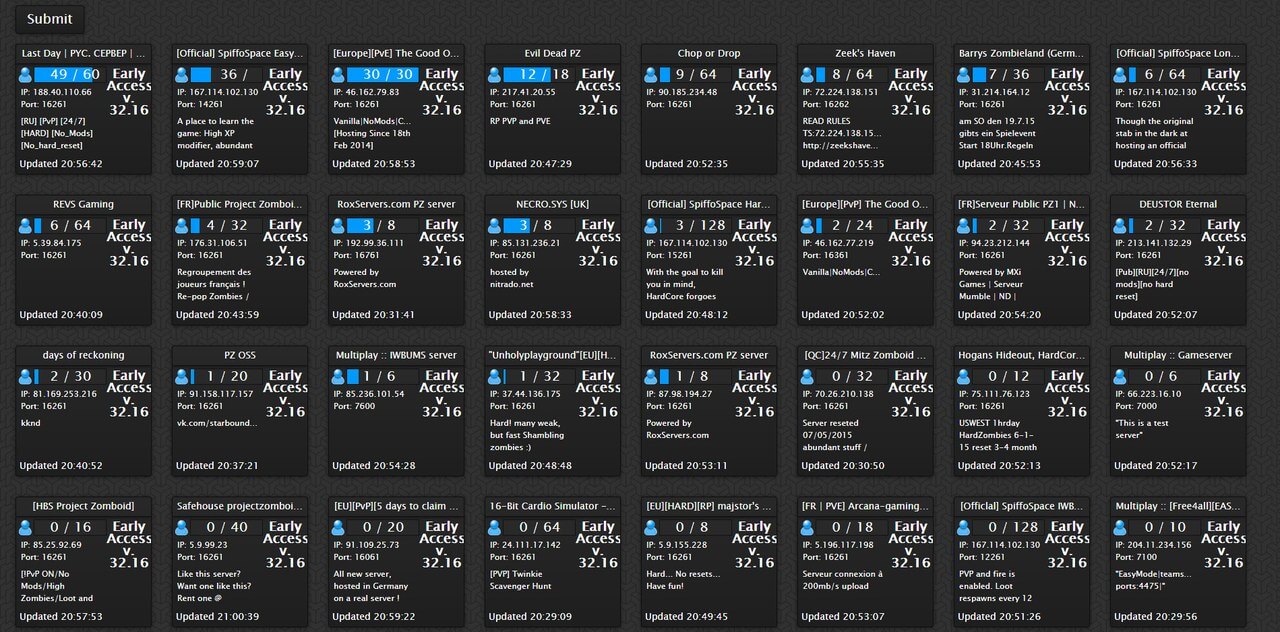 Submit
Last Day | РУС. СЕРВЕР | ...
49 / 60
Early Access v. 32.16
IP: 188.40.110.66
Port: 16261
[RU] [PvP] [24/7]
[HARD] [No_Mods]
[No_hard_reset]
Updated 20:56:42
[Official] SpiffoSpace Easy...
36 /
Early Access v. 32.16
IP: 167.114.102.130
Port: 14261
A place to learn the
game: High XP
modifier, abundant
Updated 20:59:07
[Europe][PvE] The Good O...
30 / 30
Early Access v. 32.16
IP: 46.162.79.83
Port: 16261
Vanilla|NoMods|C...
[Hosting Since 18th
Feb 2014]
Updated 20:58:53
Evil Dead PZ
12 / 18
Early Access v. 32.16
IP: 217.41.20.55
Port: 16261
RP PVP and PVE
Updated 20:47:29
Chop or Drop
9 / 64
Early Access v. 32.16
IP: 90.185.234.48
Port: 16261
Updated 20:52:35
Zeek's Haven
8 / 64
Early Access v. 32.16
IP: 72.224.138.151
Port: 16262
READ RULES
TS:72.224.138.15...
http://zeekshave...
Updated 20:55:35
Barrys Zombieland (Germ...
7 / 36
Early Access v. 32.16
IP: 31.214.164.12
Port: 16261
am SO den 19.7.15
gibts ein Spielevent
Start 18Uhr.Regeln
Updated 20:45:53
[Official] SpiffoSpace Lon...
6 / 64
Early Access v. 32.16
IP: 167.114.102.130
Port: 16261
Though the original
stab in the dark at
hosting an official
Updated 20:56:33
REVS Gaming
6 / 64
Early Access v. 32.16
IP: 5.39.84.175
Port: 16261
Updated 20:40:09
[FR]Public Project Zomboi...
4 / 32
Early Access v. 32.16
IP: 176.31.106.51
Port: 16261
Regroupement des
joueurs français !
Re-pop Zombies /
Updated 20:43:59
RoxServers.com PZ server
3 / 8
Early Access v. 32.16
IP: 192.99.36.111
Port: 16761
Powered by
RoxServers.com
Updated 20:31:41
NECRO.SYS [UK]
3 / 8
Early Access v. 32.16
IP: 85.131.236.21
Port: 16261
hosted by
nitrado.net
Updated 20:58:33
[Official] SpiffoSpace Har...
3 / 128
Early Access v. 32.16
IP: 167.114.102.130
Port: 15261
With the goal to kill
you in mind,
HardCore forgoes
Updated 20:48:12
[Europe][PvP] The Good O...
2 / 24
Early Access v. 32.16
IP: 46.162.77.219
Port: 16361
Vanilla|NoMods|C...
Updated 20:52:02
[FR]Serveur Public PZ1 | N...
2 / 32
Early Access v. 32.16
IP: 94.23.212.144
Port: 16261
Powered by MXi
Games | Serveur
Mumble | ND |
Updated 20:54:20
DEUSTOR Eternal
2 / 32
Early Access v. 32.16
IP: 213.141.132.29
Port: 16261
[Pub][RU][24/7][no
mods][no hard
reset]
Updated 20:52:07
days of reckoning
2 / 30
Early Access v. 32.16
IP: 81.169.253.216
Port: 16261
kknd
Updated 20:40:52
PZ OSS
1 / 20
Early Access v. 32.16
IP: 91.158.117.157
Port: 16261
vk.com/starbound...
Updated 20:37:21
Multiplay :: IWBUMS server
1 / 6
Early Access v. 32.16
IP: 85.236.101.54
Port: 7600
Updated 20:54:28
"Unholyplayground"[EU][H...
1 / 32
Early Access v. 32.16
IP: 37.44.136.175
Port: 16261
Hard! many weak,
but fast Shambling
zombies :)
Updated 20:48:48
RoxServers.com PZ server
1 / 8
Early Access v. 32.16
IP: 87.98.194.27
Port: 16261
Powered by
RoxServers.com
Updated 20:53:11
[QC]24/7 Mitz Zomboid ...
0 / 32
Early Access v. 32.16
IP: 70.26.210.138
Port: 16261
Server reseted
07/05/2015
abundant stuff /
Updated 20:30:50
Hogans Hideout, HardCor...
0 / 12
Early Access v. 32.16
IP: 75.111.76.123
Port: 16261
USWEST 1hrday
HardZombies 6-1-
15 reset 3-4 month
Updated 20:52:13
Multiplay :: Gameserver
0 / 6
Early Access v. 32.16
IP: 66.223.16.10
Port: 7000
"This is a test
server"
Updated 20:52:17
[HBS Project Zomboid]
0 / 16
Early Access v. 32.16
IP: 85.25.92.69
Port: 16261
[!PvP ON/No
Mods/High
Zombies/Loot and
Updated 20:57:53
Safehouse projectzomboi...
0 / 40
Early Access v. 32.16
IP: 5.9.99.23
Port: 16261
Like this server?
Want one like this?
Rent one @
Updated 21:00:39
[EU][PvP][5 days to claim ...
0 / 20
Early Access v. 32.16
IP: 91.109.25.73
Port: 16061
All new server,
hosted in Germany
on a real server !
Updated 20:59:22
16-Bit Cardio Simulator -...
0 / 64
Early Access v. 32.16
IP: 24.111.17.142
Port: 16261
[PVP] Twinkie
Scavenger Hunt
Updated 20:29:09
[EU][HARD][RP] majstor's ...
0 / 8
Early Access v. 32.16
IP: 5.9.155.228
Port: 16261
Hard... No resets...
Have fun!
Updated 20:49:45
[FR | PVE] Arcana-gaming...
0 / 18
Early Access v. 32.16
IP: 5.196.117.198
Port: 16261
Serveur connexion à
200mb/s upload
Updated 20:53:07
[Official] SpiffoSpace IWB...
0 / 128
Early Access v. 32.16
IP: 167.114.102.130
Port: 12261
PVP and fire is
enabled. Loot
respawns every 12
Updated 20:51:26
Multiplay :: [Free4all][EAS...
0 / 10
Early Access v. 32.16
IP: 204.11.234.156
Port: 7100
"EasyMode|teams...
ports:4475|"
Updated 20:29:56